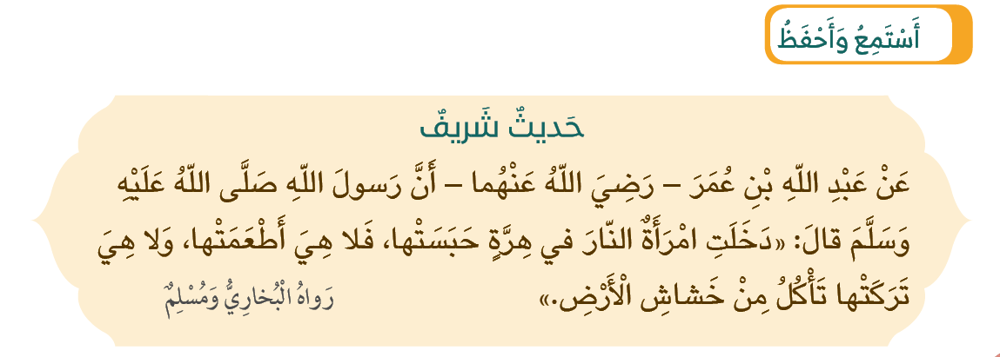 أَسْتَمِعُ وَأَحْفَظُ
حَديثٌ شَريفٌ
عَنْ عَبْدِ اللّهِ بْنِ عُمَرَ – رَضِيَ اللّهُ عَنْهُما – أَنَّ رَسولَ اللّهِ صَلَّى اللّهُ عَلَيْهِ
وَسَلَّمَ قالَ: «دَخَلَتِ امْرَأَةٌ النّارَ في هِرَّةٍ حَبَسَتْها، فَلا هِيَ أَطْعَمَتْها، وَلا هِيَ
تَرَكَتْها تَأْكُلُ مِنْ خَشاشِ الْأَرْضِ.» رَواهُ الْبُخارِيُّ وَمُسْلِمٌ